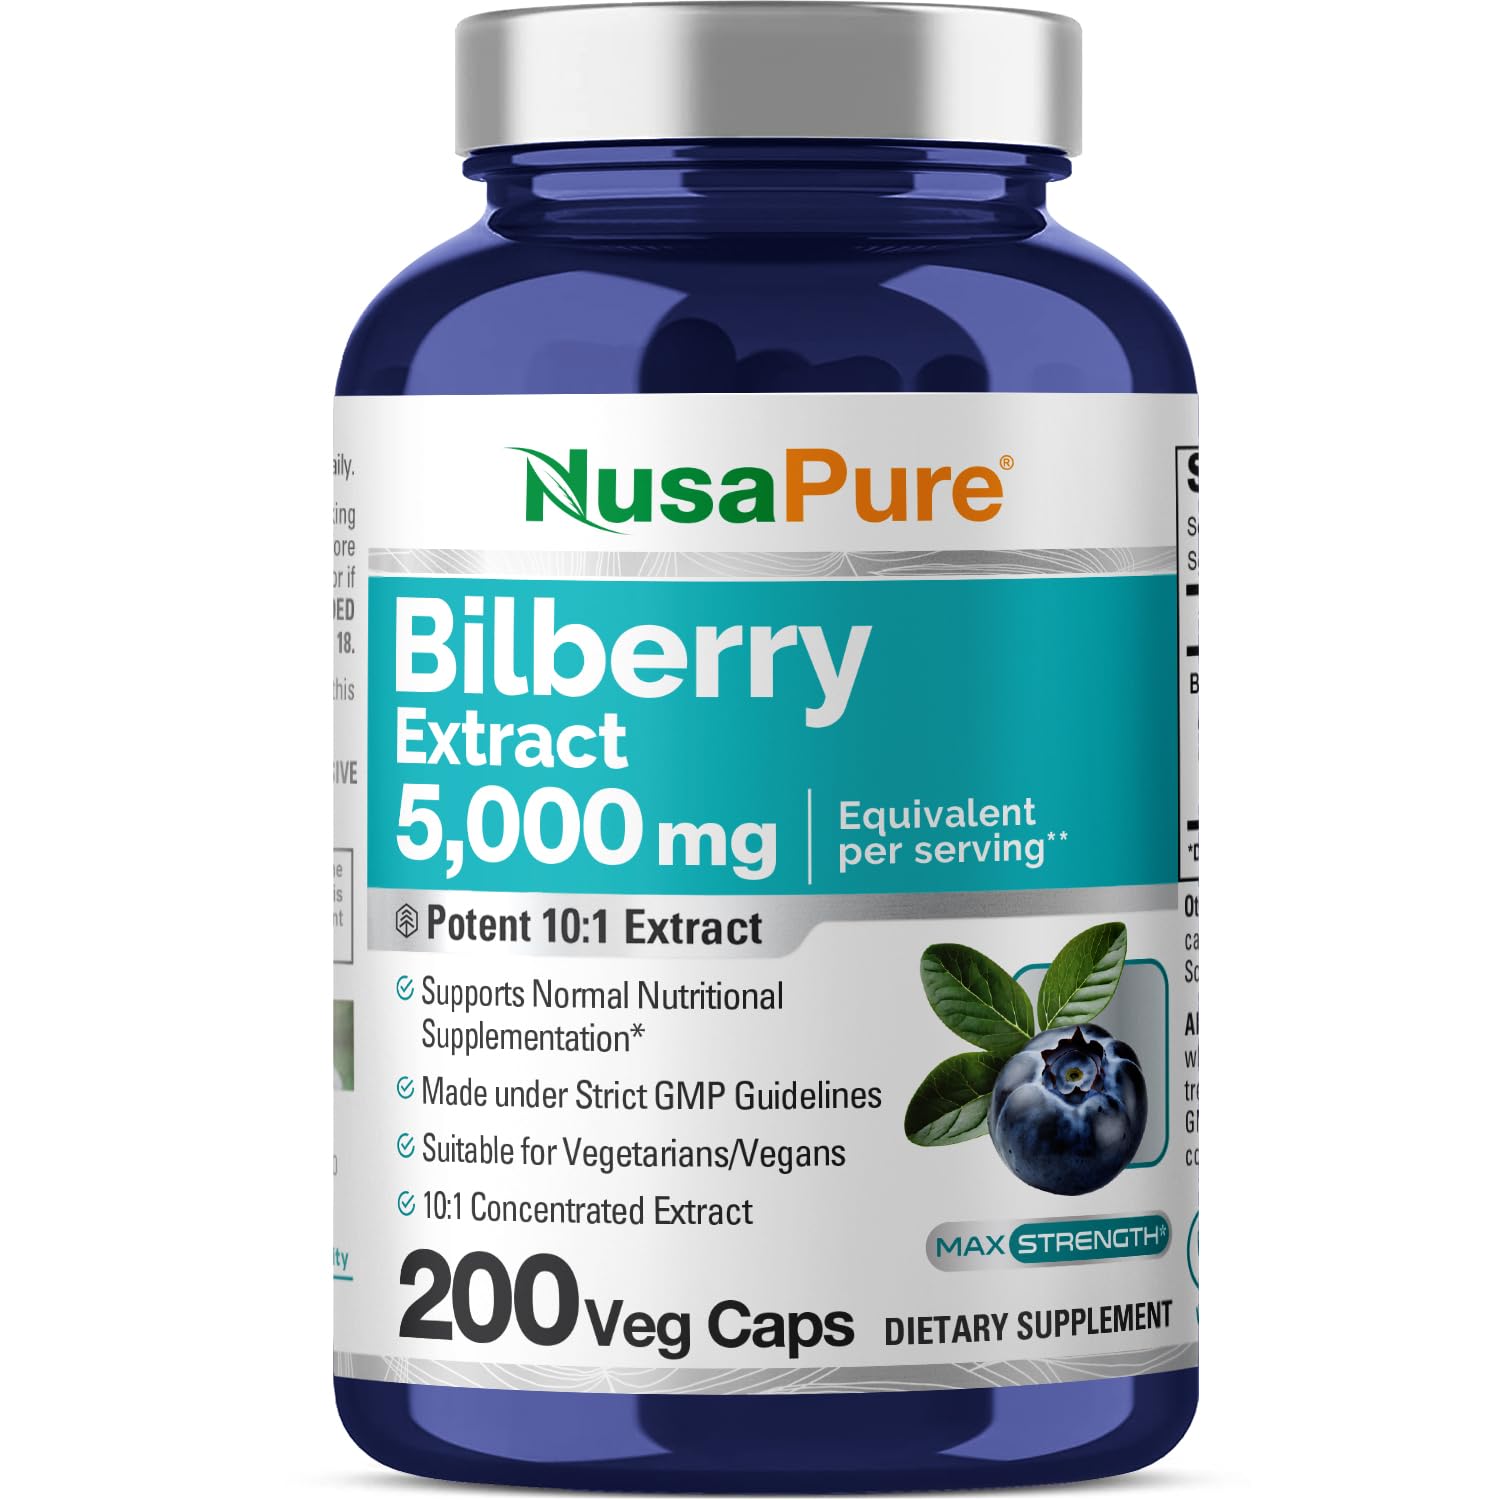 NusaPure®
Bilberry
Extract
5,000 mg
Equivalent
per serving**
Potent 10:1 Extract
Supports Normal Nutritional
Supplementation*
Made under Strict GMP Guidelines
Suitable for Vegetarians/Vegans
10:1 Concentrated Extract
MAX STRENGTH*
200 Veg Caps
DIETARY SUPPLEMENT
18.